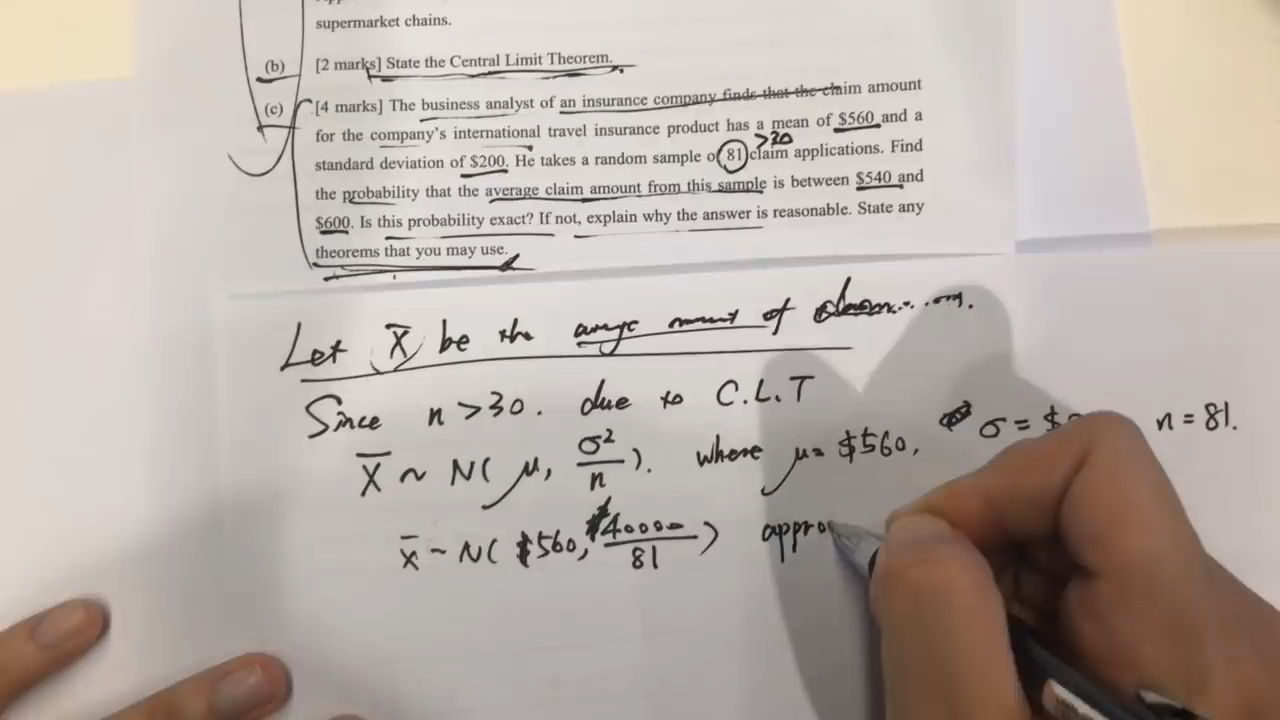 supermarket chains.
(b) [2 marks] State the Central Limit Theorem.
(c) [4 marks] The business analyst of an insurance company finds that the claim amount
for the company's international travel insurance product has a mean of $560 and a
>30
standard deviation of $200. He takes a random sample of 81 claim applications. Find
the probability that the average claim amount from this sample is between $540 and
$600. Is this probability exact? If not, explain why the answer is reasonable. State any
theorems that you may use.
Let X̄ be the average amount of
Since n >30. due to C.L.T
X̄ ~ N( μ, σ²/n ). where μ= $560, σ = $ n = 81.
x̄ ~ N( $560, 40000/81 ) appro